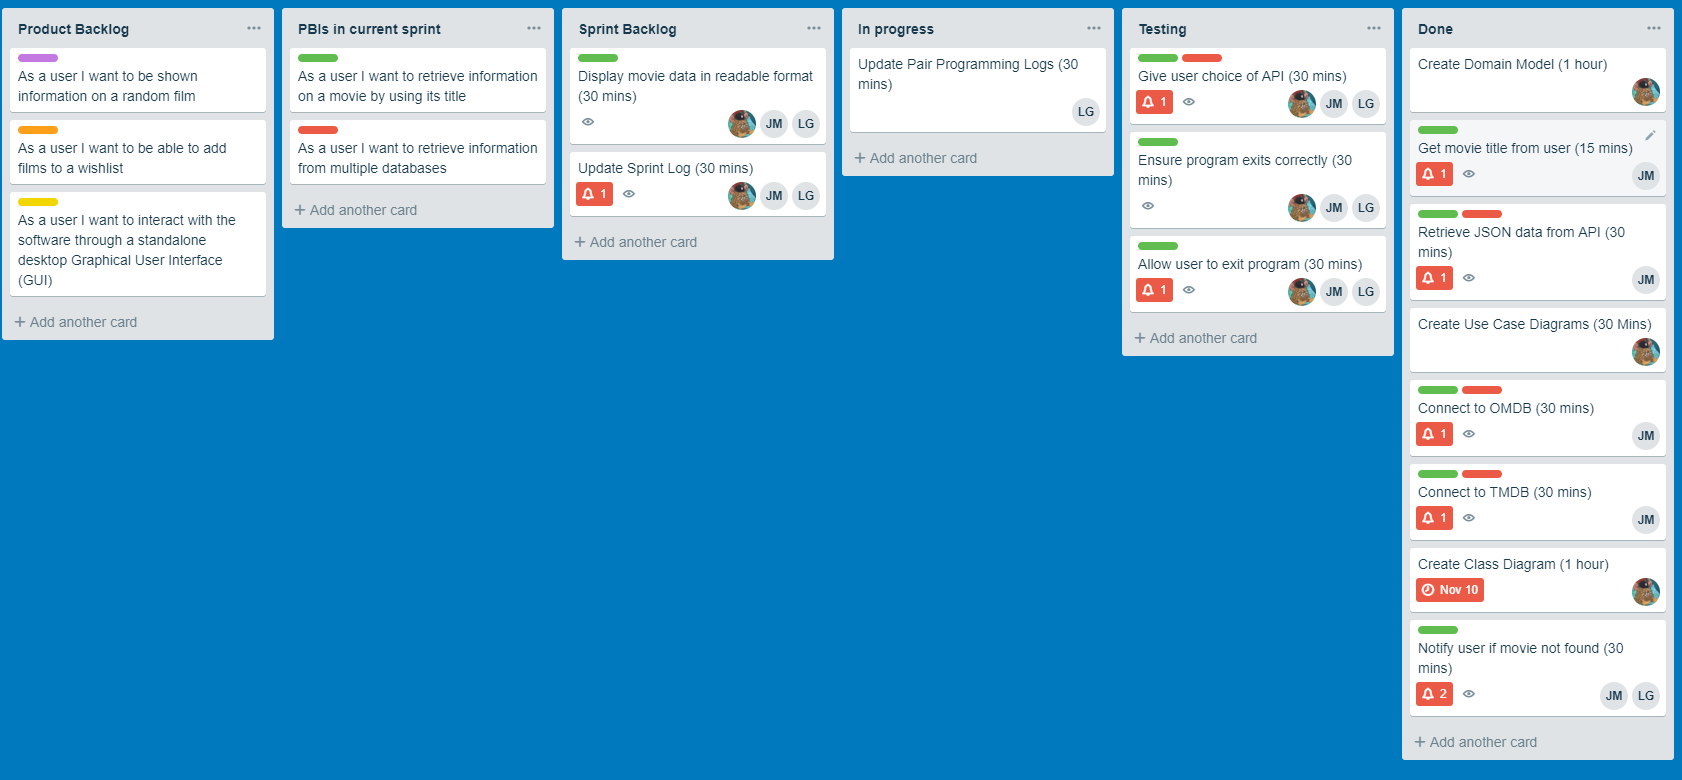 Product Backlog
As a user I want to be shown
information on a random film
As a user I want to be able to add
films to a wishlist
As a user I want to interact with the
software through a standalone
desktop Graphical User Interface
(GUI)
+ Add another card
PBIs in current sprint
As a user I want to retrieve information
on a movie by using its title
As a user I want to retrieve information
from multiple databases
+ Add another card
Sprint Backlog
Display movie data in readable format
(30 mins)
JM LG
Update Sprint Log (30 mins)
1 JM LG
+ Add another card
In progress
Update Pair Programming Logs (30
mins)
LG
+ Add another card
Testing
Give user choice of API (30 mins)
1 JM LG
Ensure program exits correctly (30
mins)
JM LG
Allow user to exit program (30 mins)
1 JM LG
+ Add another card
Done
Create Domain Model (1 hour)
Get movie title from user (15 mins)
1 JM
Retrieve JSON data from API (30
mins)
1 JM
Create Use Case Diagrams (30 Mins)
Connect to OMDB (30 mins)
1 JM
Connect to TMDB (30 mins)
1 JM
Create Class Diagram (1 hour)
Nov 10
Notify user if movie not found (30
mins)
2 JM LG
+ Add another card